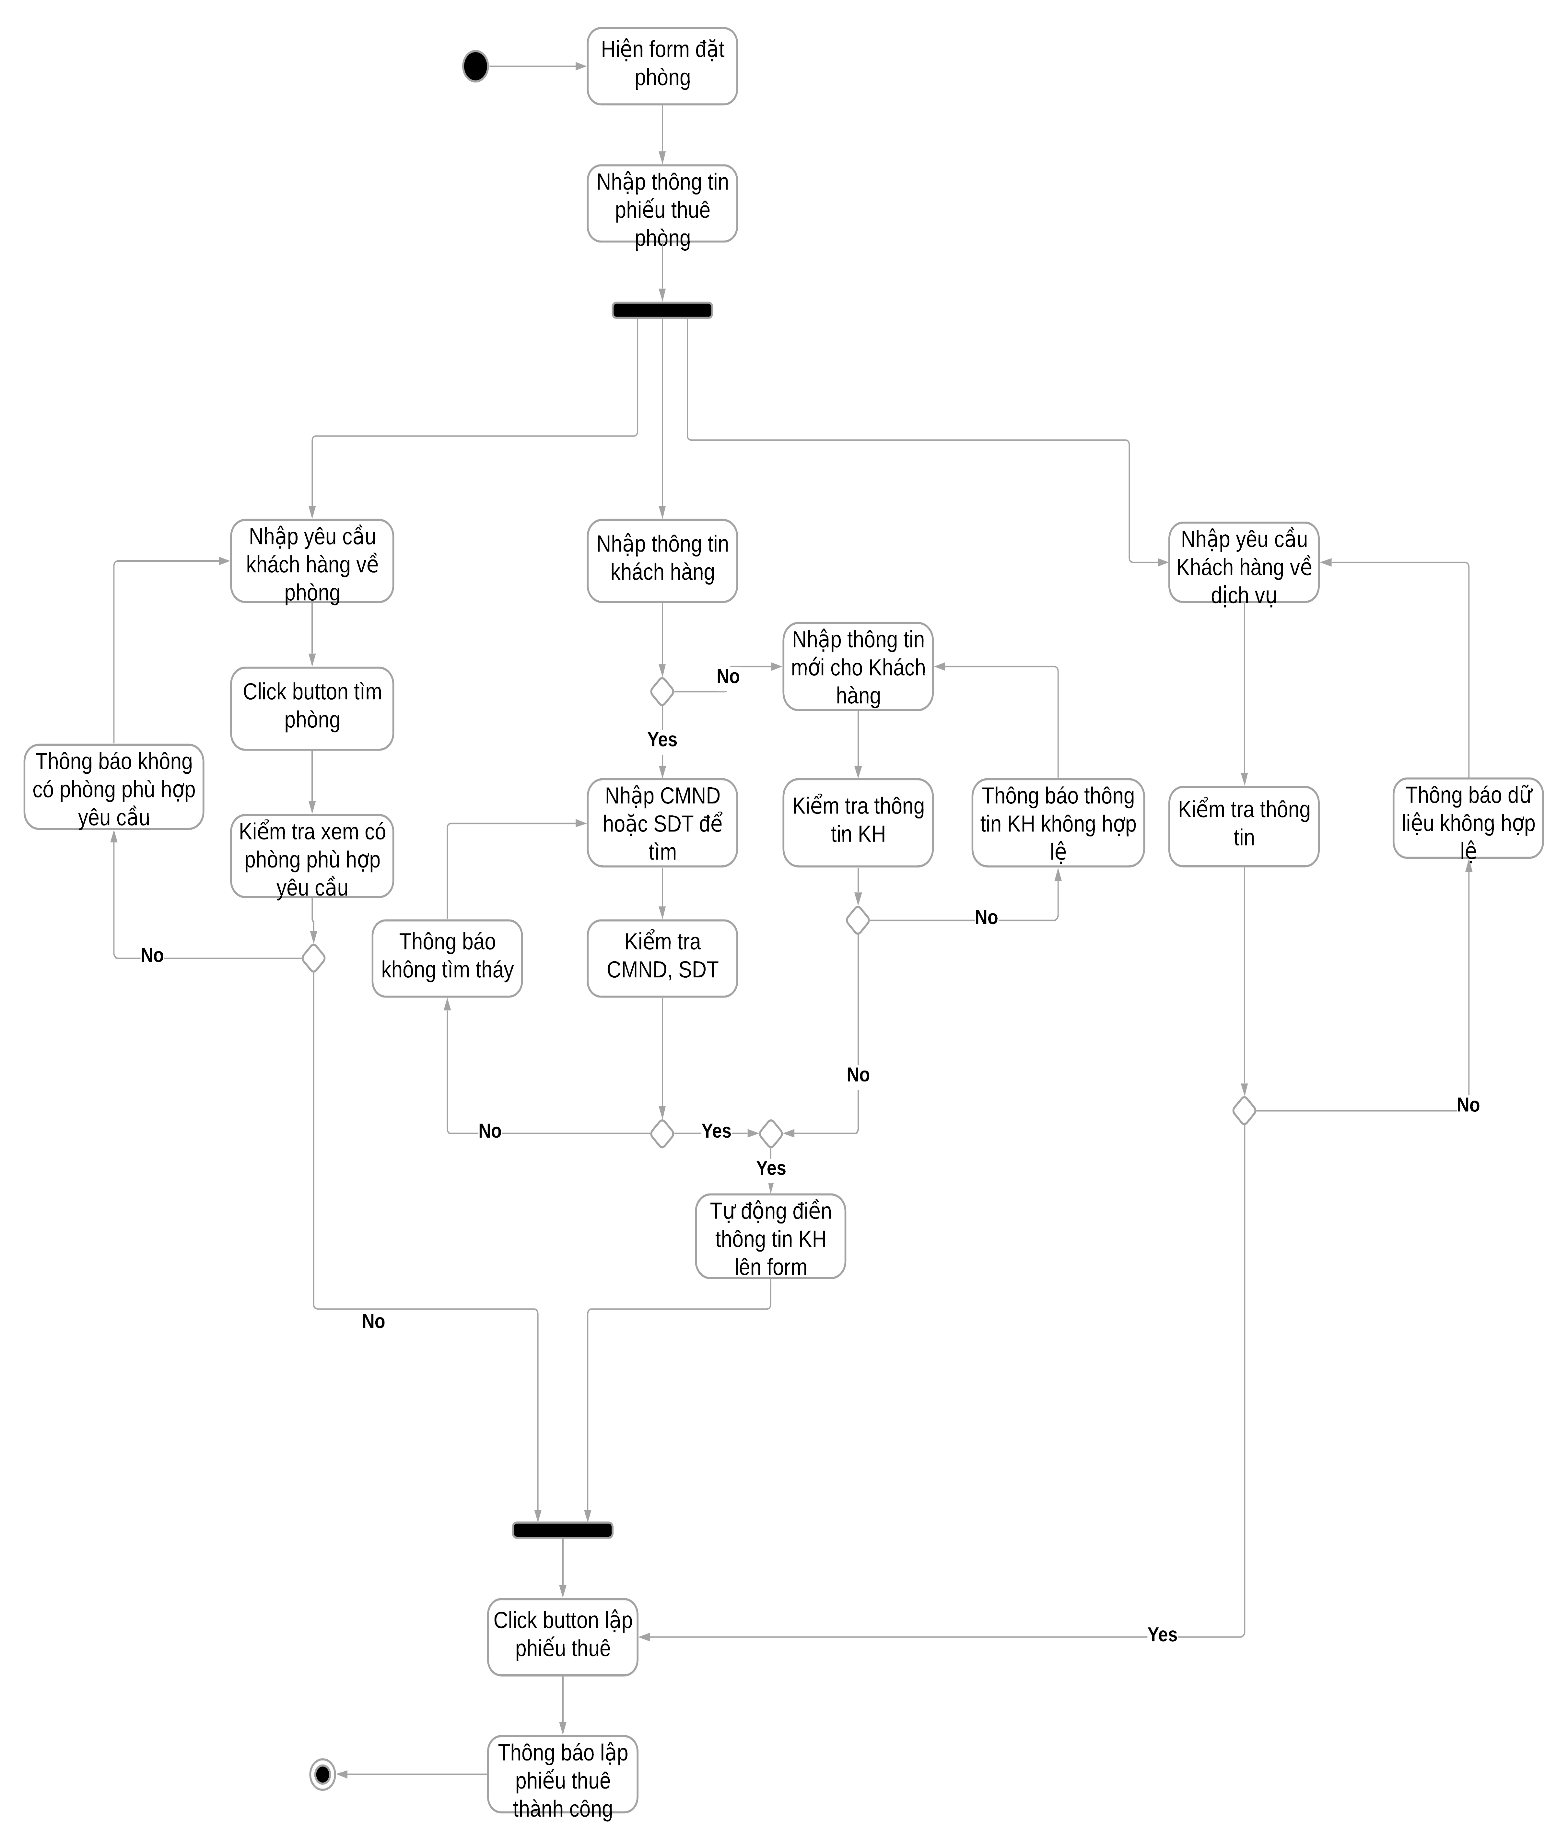 Hiện form đặt
phòng
Nhập thông tin
phiếu thuê
phòng
Nhập yêu cầu
khách hàng về
phòng
Nhập thông tin
khách hàng
Nhập yêu cầu
Khách hàng về
dịch vụ
Nhập thông tin
mới cho Khách
hàng
No
Click button tìm
phòng
Yes
Thông báo không
có phòng phù hợp
yêu cầu
Nhập CMND
hoặc SDT để
tìm
Kiểm tra thông
tin KH
Thông báo thông
tin KH không hợp
lệ
Kiểm tra thông
tin
Thông báo dữ
liệu không hợp
lệ
Kiểm tra xem có
phòng phù hợp
yêu cầu
No
No
Thông báo
không tìm tháy
Kiểm tra
CMND, SDT
No
No
No
Yes
No
Yes
Tự động điền
thông tin KH
lên form
No
Click button lập
phiếu thuê
Yes
Thông báo lập
phiếu thuê
thành công